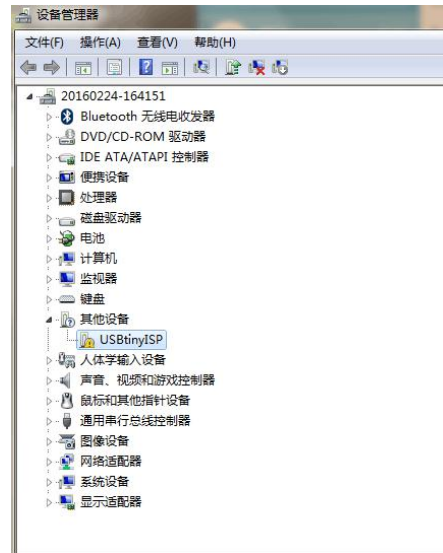 设备管理器
文件(F) 操作(A) 查看(V) 帮助(H)
20160224-164151
Bluetooth 无线电收发器
DVD/CD-ROM 驱动器
IDE ATA/ATAPI 控制器
便携设备
处理器
磁盘驱动器
电池
计算机
监视器
键盘
其他设备
USBtinyISP
人体学输入设备
声音、视频和游戏控制器
鼠标和其他指针设备
通用串行总线控制器
图像设备
网络适配器
系统设备
显示适配器